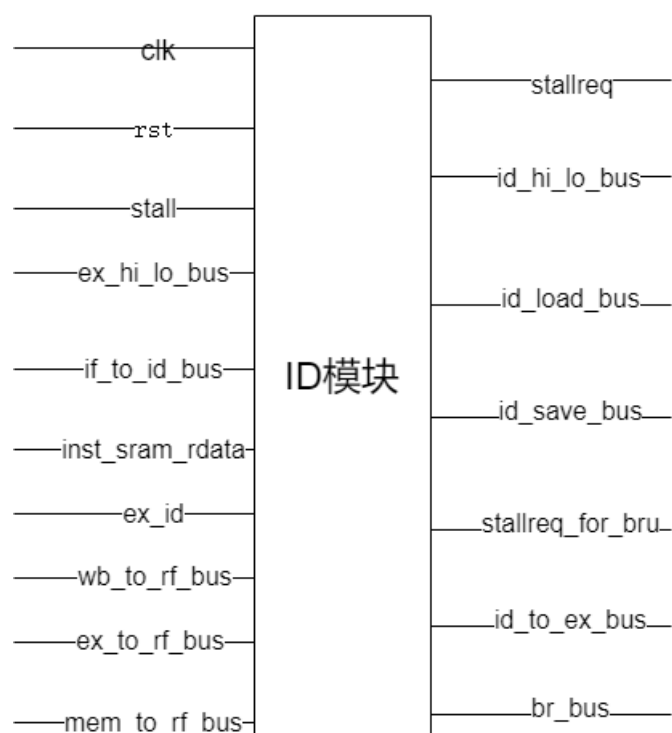 clk
rst
stall
ex_hi_lo_bus
if_to_id_bus
inst_sram_rdata
ex_id
wb_to_rf_bus
ex_to_rf_bus
mem_to_rf_bus
ID模块
stallreq
id_hi_lo_bus
id_load_bus
id_save_bus
stallreq_for_bru
id_to_ex_bus
br_bus